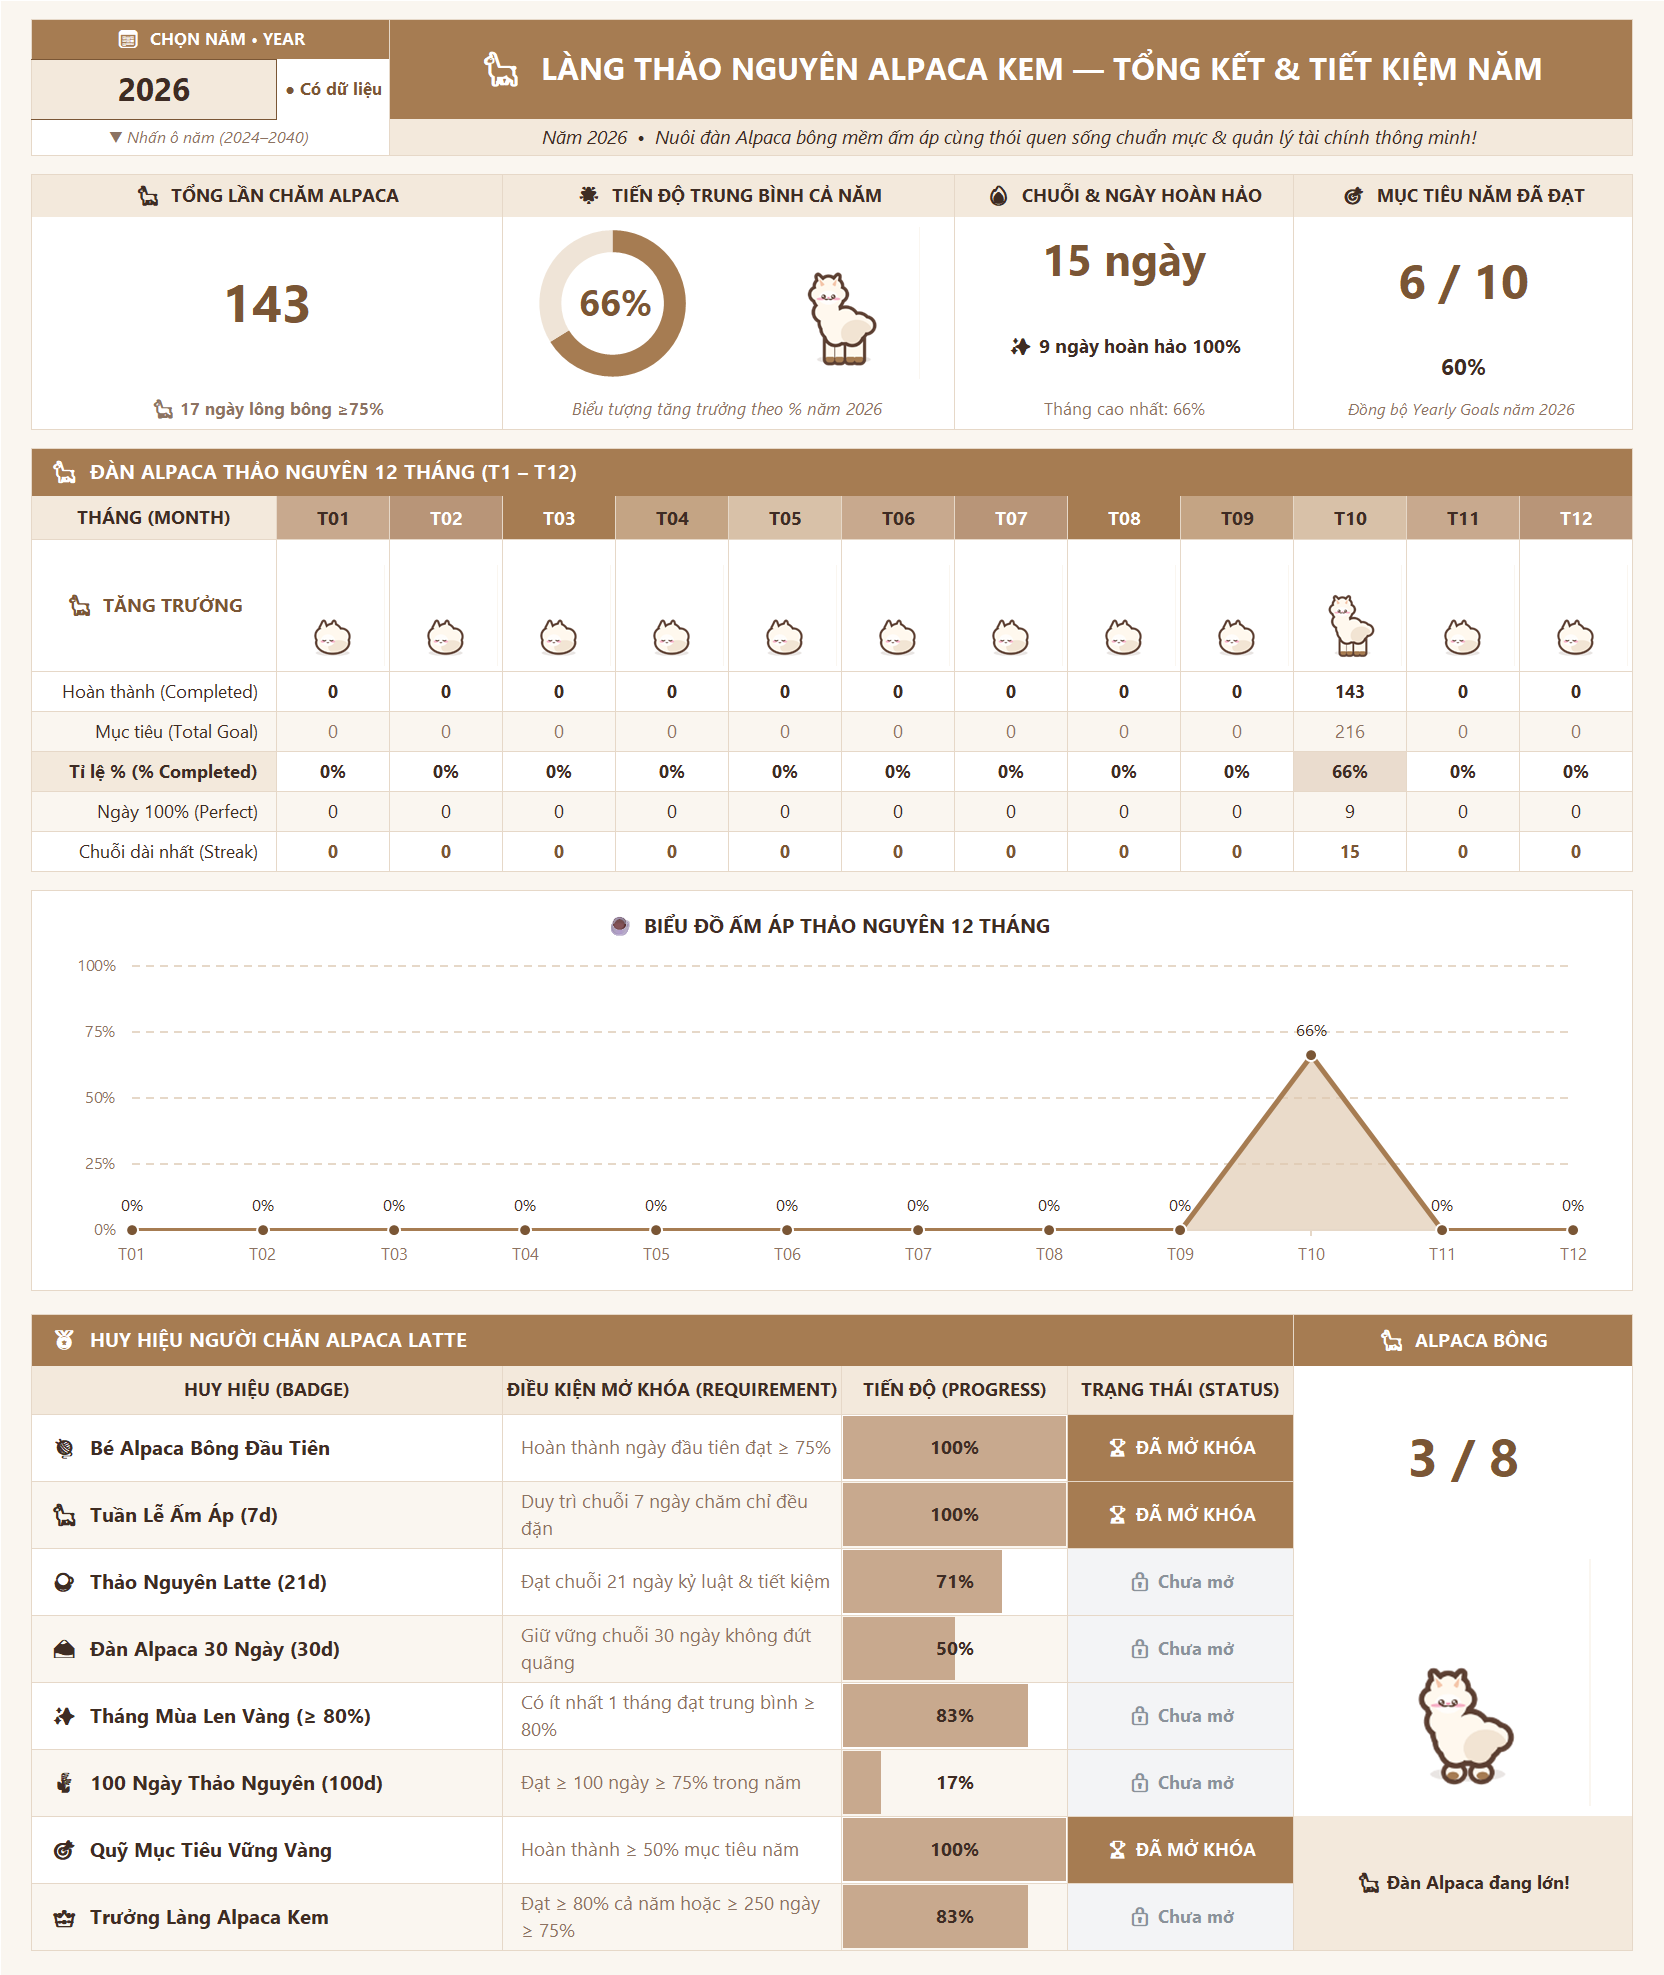 CHỌN NĂM • YEAR
2026
• Có dữ liệu
▼ Nhấn ô năm (2024–2040)
LÀNG THẢO NGUYÊN ALPACA KEM — TỔNG KẾT & TIẾT KIỆM NĂM
Năm 2026 • Nuôi đàn Alpaca bông mềm ấm áp cùng thói quen sống chuẩn mực & quản lý tài chính thông minh!
TỔNG LẦN CHĂM ALPACA
TIẾN ĐỘ TRUNG BÌNH CẢ NĂM
CHUỖI & NGÀY HOÀN HẢO
MỤC TIÊU NĂM ĐÃ ĐẠT
143
17 ngày lông bông ≥75%
66%
Biểu tượng tăng trưởng theo % năm 2026
15 ngày
9 ngày hoàn hảo 100%
Tháng cao nhất: 66%
6 / 10
60%
Đồng bộ Yearly Goals năm 2026
ĐÀN ALPACA THẢO NGUYÊN 12 THÁNG (T1 – T12)
THÁNG (MONTH) T01 T02 T03 T04 T05 T06 T07 T08 T09 T10 T11 T12
TĂNG TRƯỞNG
Hoàn thành (Completed) 0 0 0 0 0 0 0 0 0 143 0 0
Mục tiêu (Total Goal) 0 0 0 0 0 0 0 0 0 216 0 0
Tỉ lệ % (% Completed) 0% 0% 0% 0% 0% 0% 0% 0% 0% 66% 0% 0%
Ngày 100% (Perfect) 0 0 0 0 0 0 0 0 0 9 0 0
Chuỗi dài nhất (Streak) 0 0 0 0 0 0 0 0 0 15 0 0
BIỂU ĐỒ ẤM ÁP THẢO NGUYÊN 12 THÁNG
100%
75%
66%
50%
25%
0% 0% 0% 0% 0% 0% 0% 0% 0% 0% 0%
0%
T01 T02 T03 T04 T05 T06 T07 T08 T09 T10 T11 T12
HUY HIỆU NGƯỜI CHĂN ALPACA LATTE
HUY HIỆU (BADGE) ĐIỀU KIỆN MỞ KHÓA (REQUIREMENT) TIẾN ĐỘ (PROGRESS) TRẠNG THÁI (STATUS)
Bé Alpaca Bông Đầu Tiên Hoàn thành ngày đầu tiên đạt ≥ 75% 100% ĐÃ MỞ KHÓA
Tuần Lễ Ấm Áp (7d) Duy trì chuỗi 7 ngày chăm chỉ đều
đặn 100% ĐÃ MỞ KHÓA
Thảo Nguyên Latte (21d) Đạt chuỗi 21 ngày kỷ luật & tiết kiệm 71% Chưa mở
Đàn Alpaca 30 Ngày (30d) Giữ vững chuỗi 30 ngày không đứt
quãng 50% Chưa mở
Tháng Mùa Len Vàng (≥ 80%) Có ít nhất 1 tháng đạt trung bình ≥
80% 83% Chưa mở
100 Ngày Thảo Nguyên (100d) Đạt ≥ 100 ngày ≥ 75% trong năm 17% Chưa mở
Quỹ Mục Tiêu Vững Vàng Hoàn thành ≥ 50% mục tiêu năm 100% ĐÃ MỞ KHÓA
Trưởng Làng Alpaca Kem Đạt ≥ 80% cả năm hoặc ≥ 250 ngày
≥ 75% 83% Chưa mở
ALPACA BÔNG
3 / 8
Đàn Alpaca đang lớn!